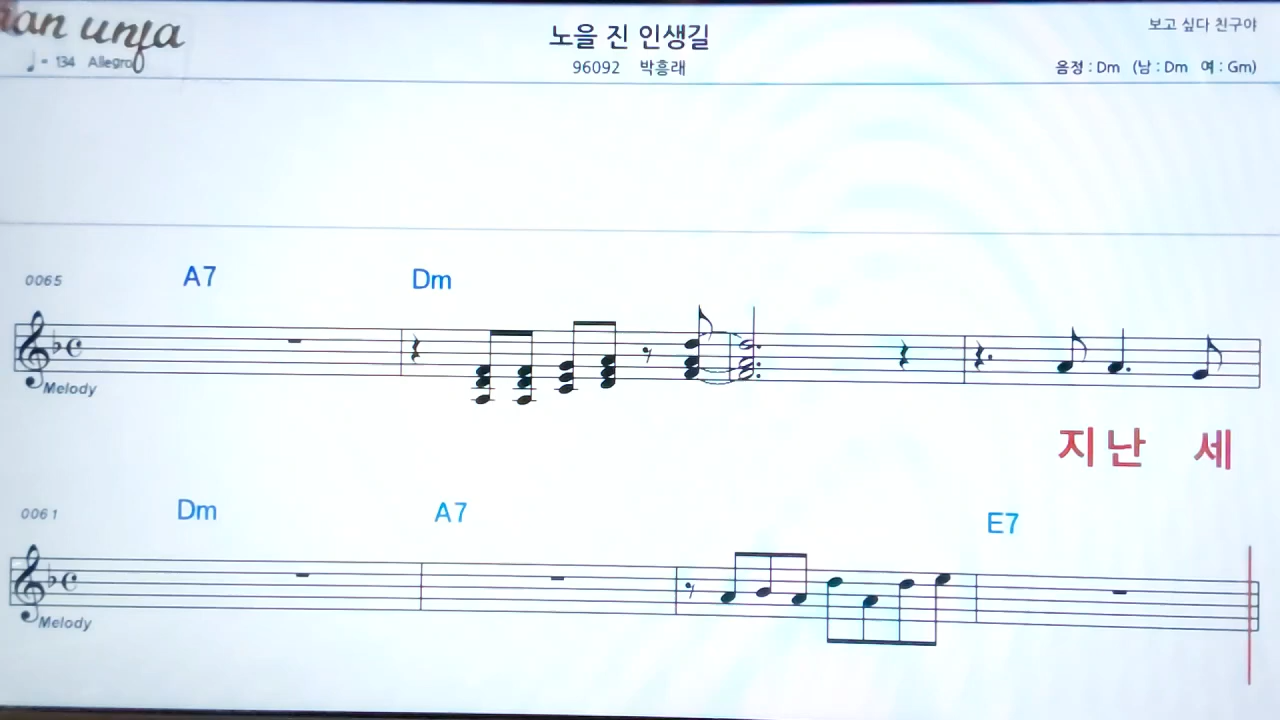 노을 진 인생길
보고 싶다 친구야
♩ = 134 Allegro
96092 박흥래
음정 : Dm (남 : Dm 여 : Gm)
0065 A7 Dm
Melody
지난 세
0061 Dm A7 E7
Melody